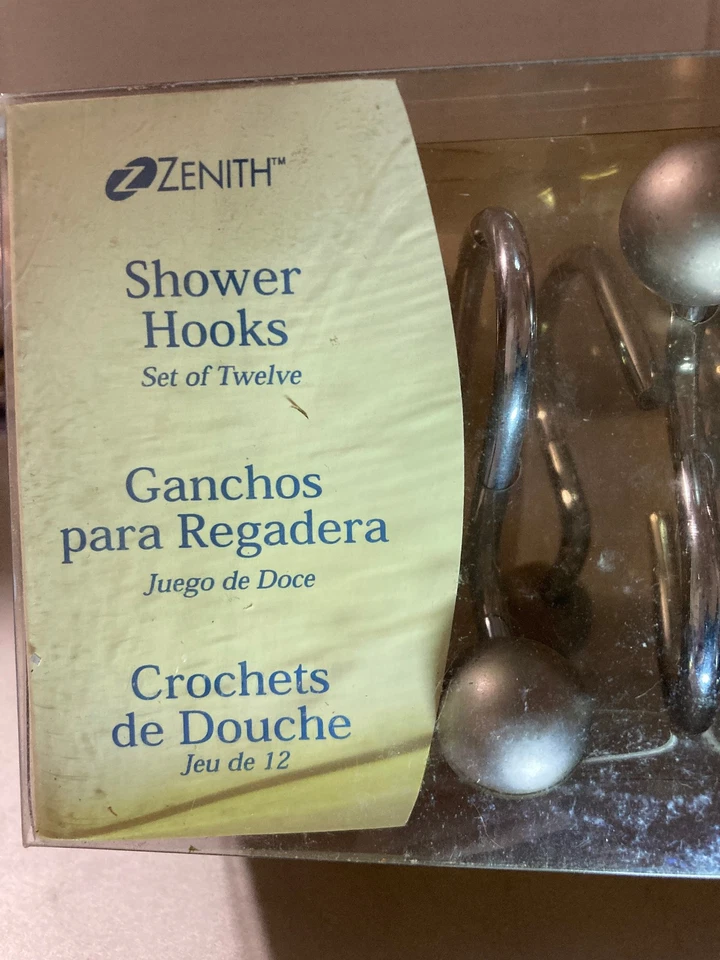 ZENITH™
Shower
Hooks
Set of Twelve
Ganchos
para Regadera
Juego de Doce
Crochets
de Douche
Jeu de 12